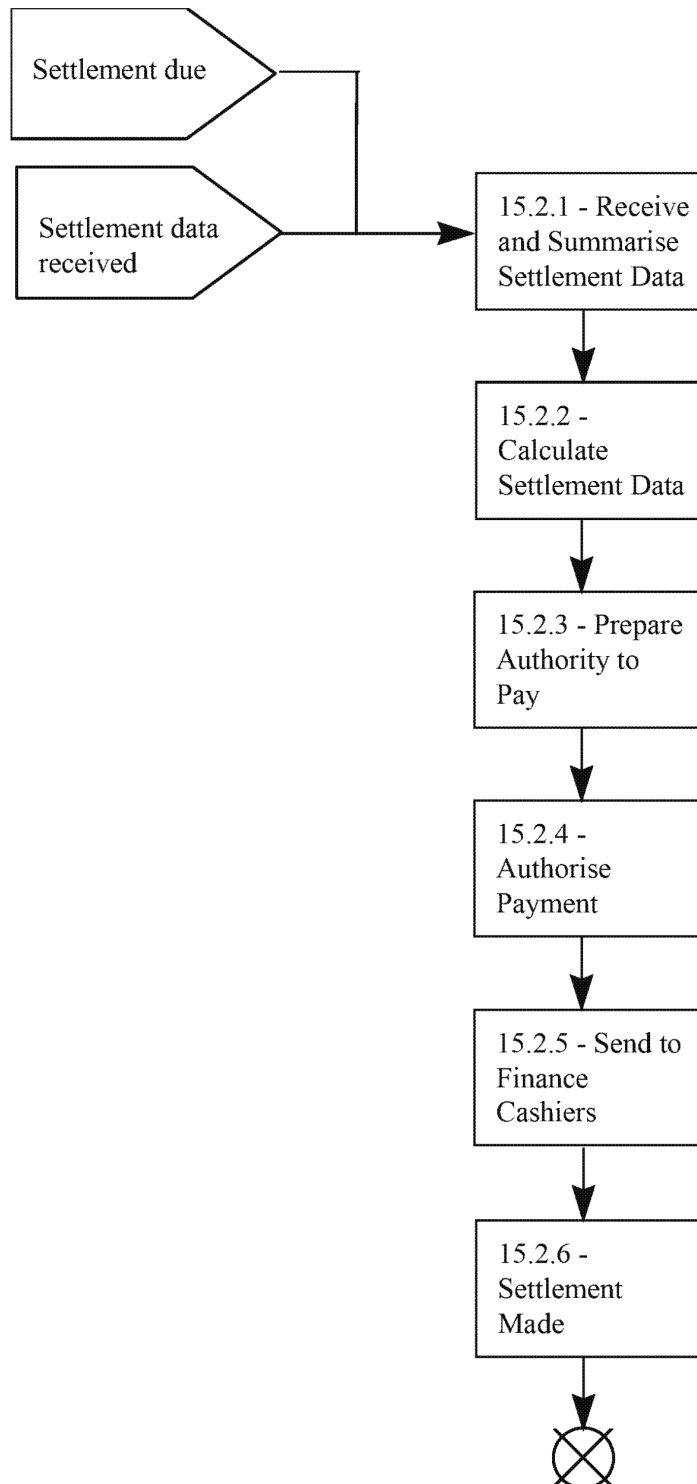 Settlement due
Settlement data
received
15.2.1 - Receive
and Summarise
Settlement Data
15.2.2 -
Calculate
Settlement Data
15.2.3 - Prepare
Authority to
Pay
15.2.4 -
Authorise
Payment
15.2.5 - Send to
Finance
Cashiers
15.2.6 -
Settlement
Made